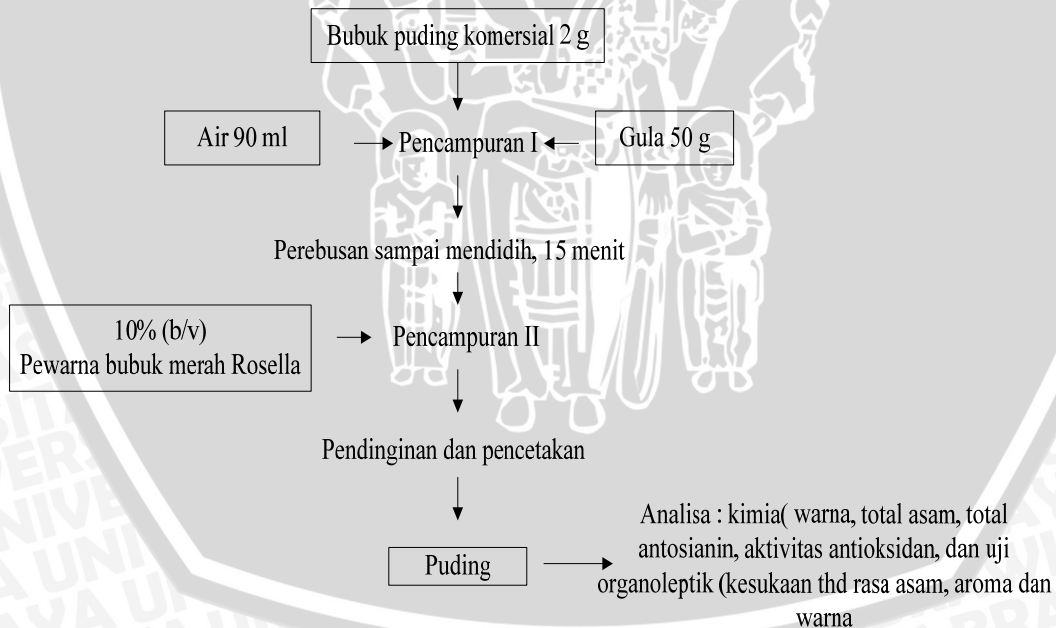 Bubuk puding komersial 2 g
Air 90 ml
Pencampuran I
Gula 50 g
Perebusan sampai mendidih, 15 menit
10% (b/v)
Pewarna bubuk merah Rosella
Pencampuran II
Pendinginan dan pencetakan
Puding
Analisa : kimia( warna, total asam, total
antosianin, aktivitas antioksidan, dan uji
organoleptik (kesukaan thd rasa asam, aroma dan
warna